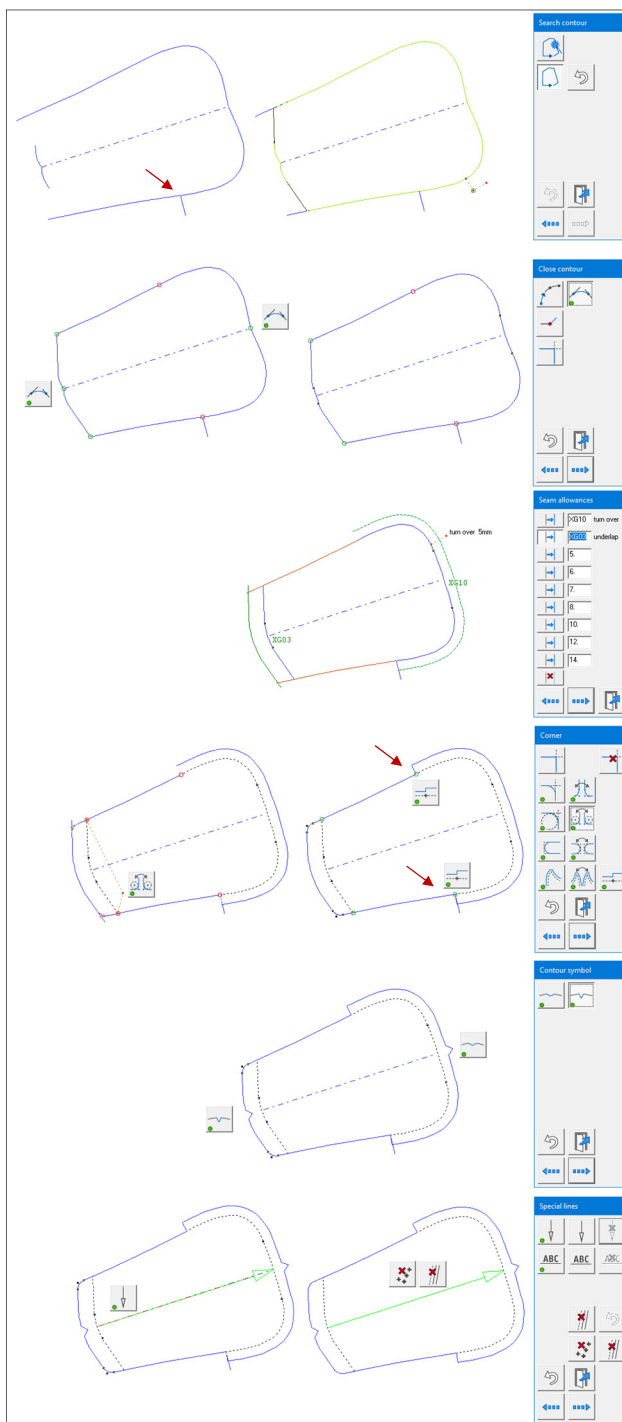 Search contour
Close contour
Seam allowances
XG10 turn over
XG03 underlap
5.
6.
7.
8.
10.
12.
14.
turn over 5mm
XG10
XG03
Corner
Contour symbol
Special lines
ABC ABC ABC